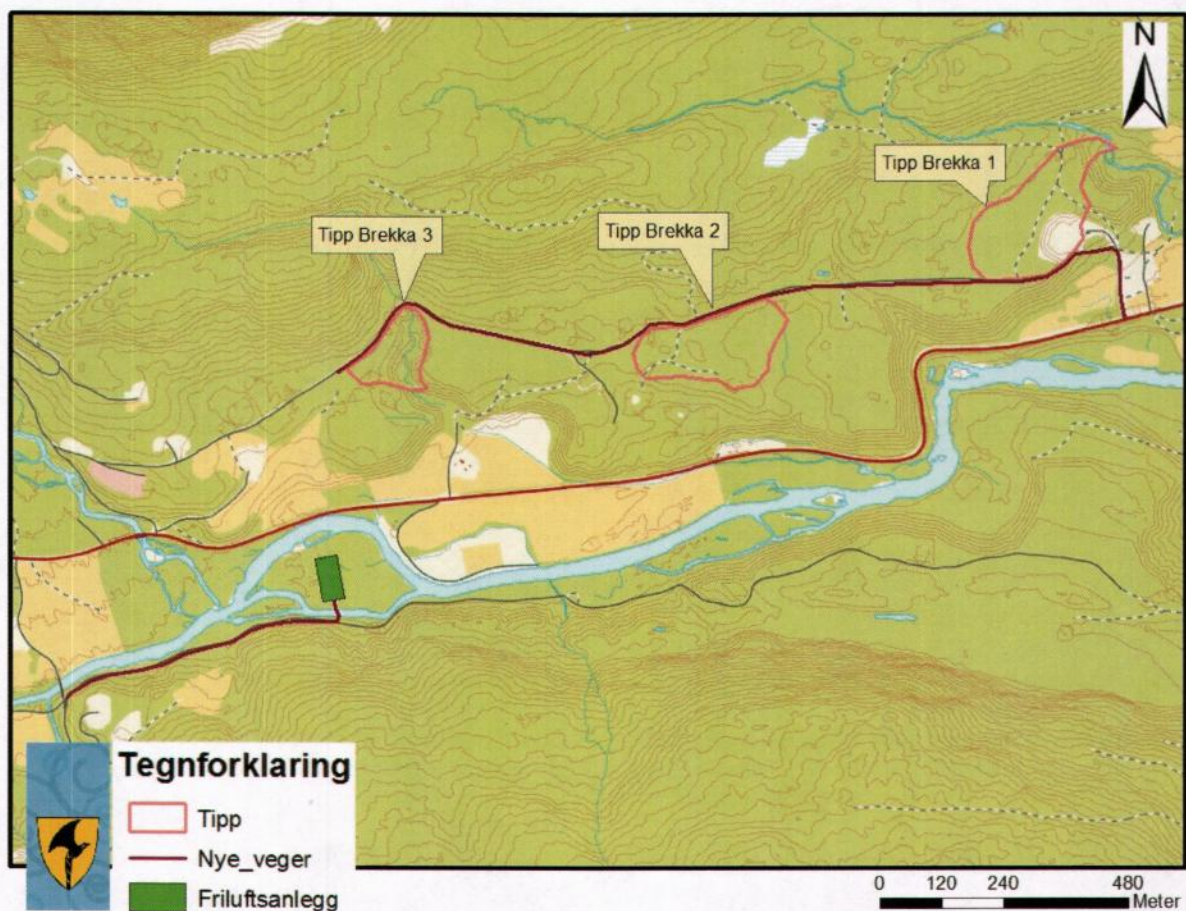 N
Tipp Brekka 1
Tipp Brekka 2
Tipp Brekka 3
Tegnforklaring
Tipp
Nye_veger
Friluftsanlegg
0 120 240 480
Meter